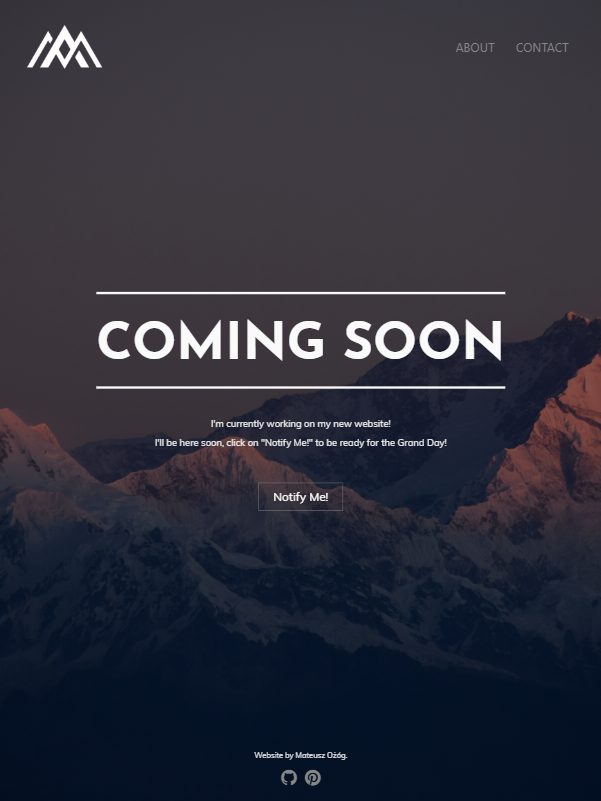 ABOUT CONTACT
COMING SOON
I'm currently working on my new website!
I'll be here soon, click on "Notify Me!" to be ready for the Grand Day!
Notify Me!
Website by Mateusz Ożóg.